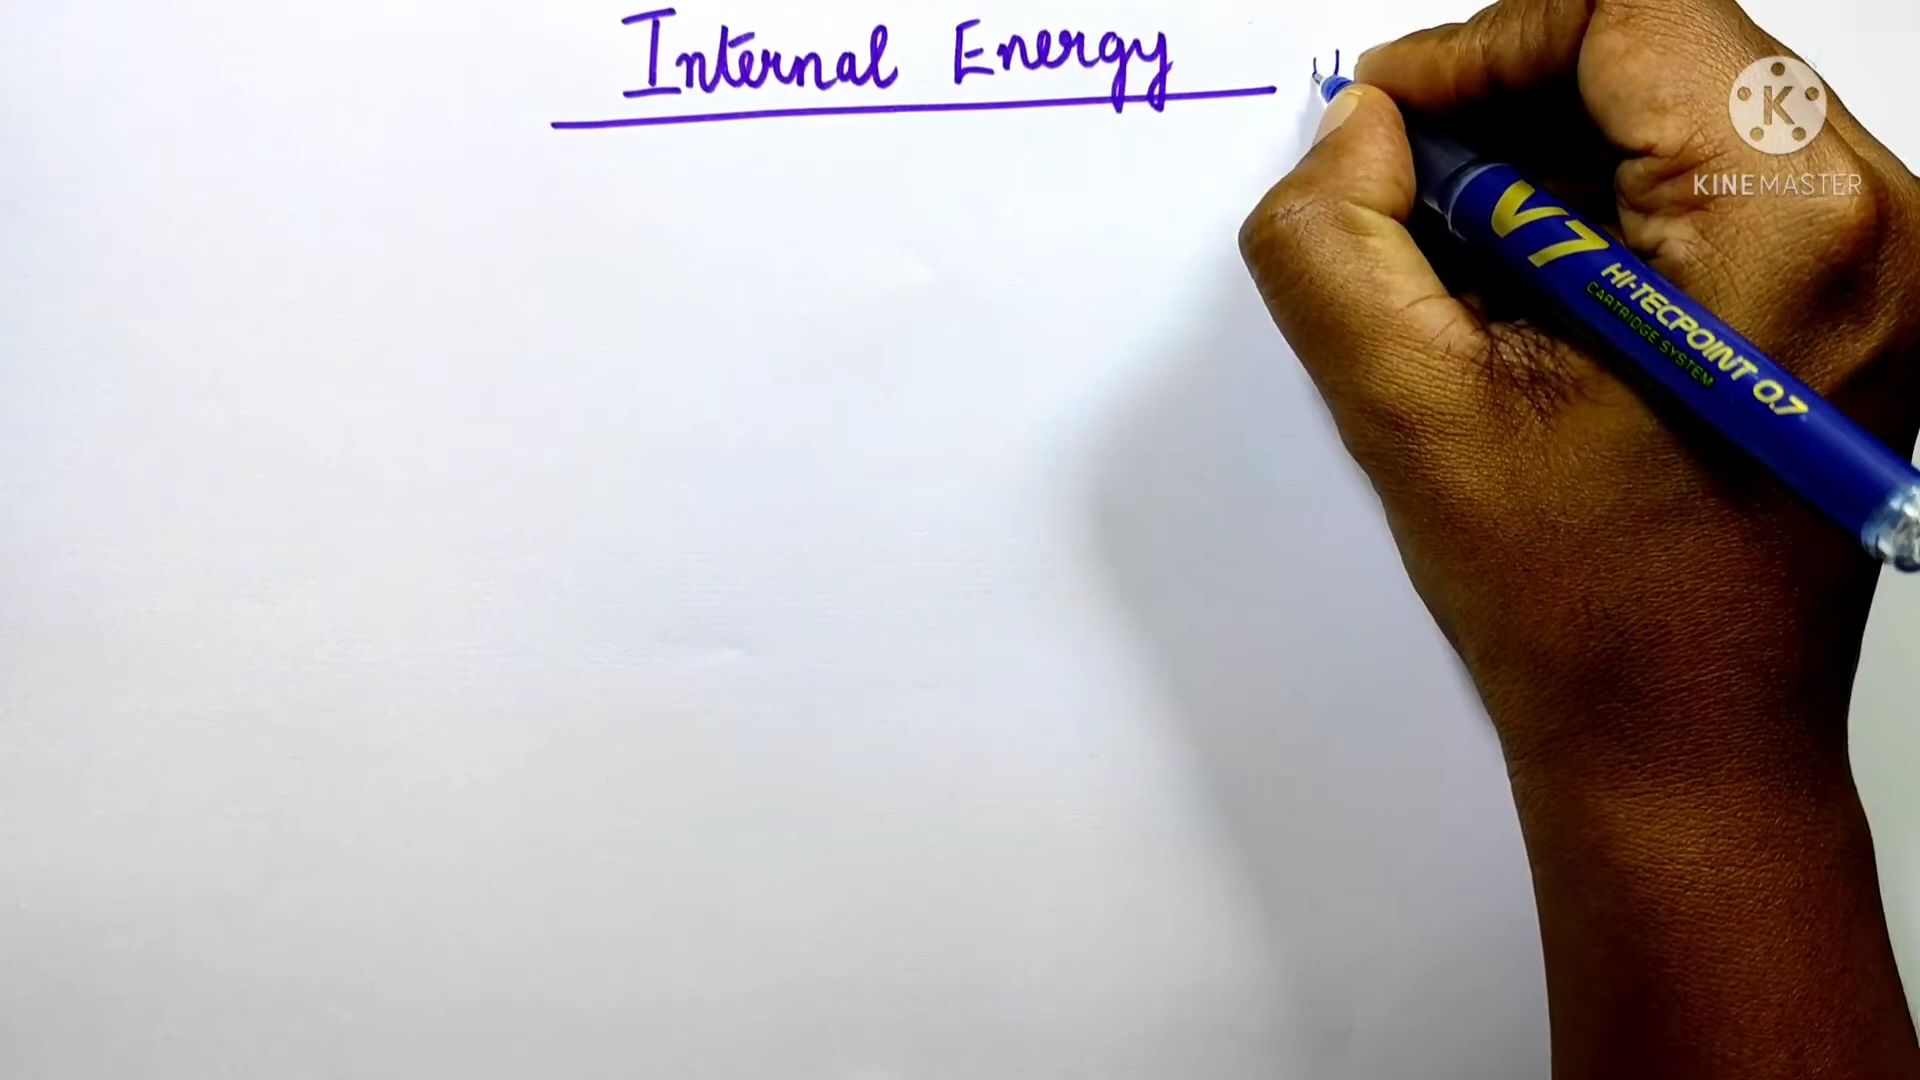 Internal Energy
KINEMASTER
V7
HI-TECPOINT 0.7
CARTRIDGE SYSTEM